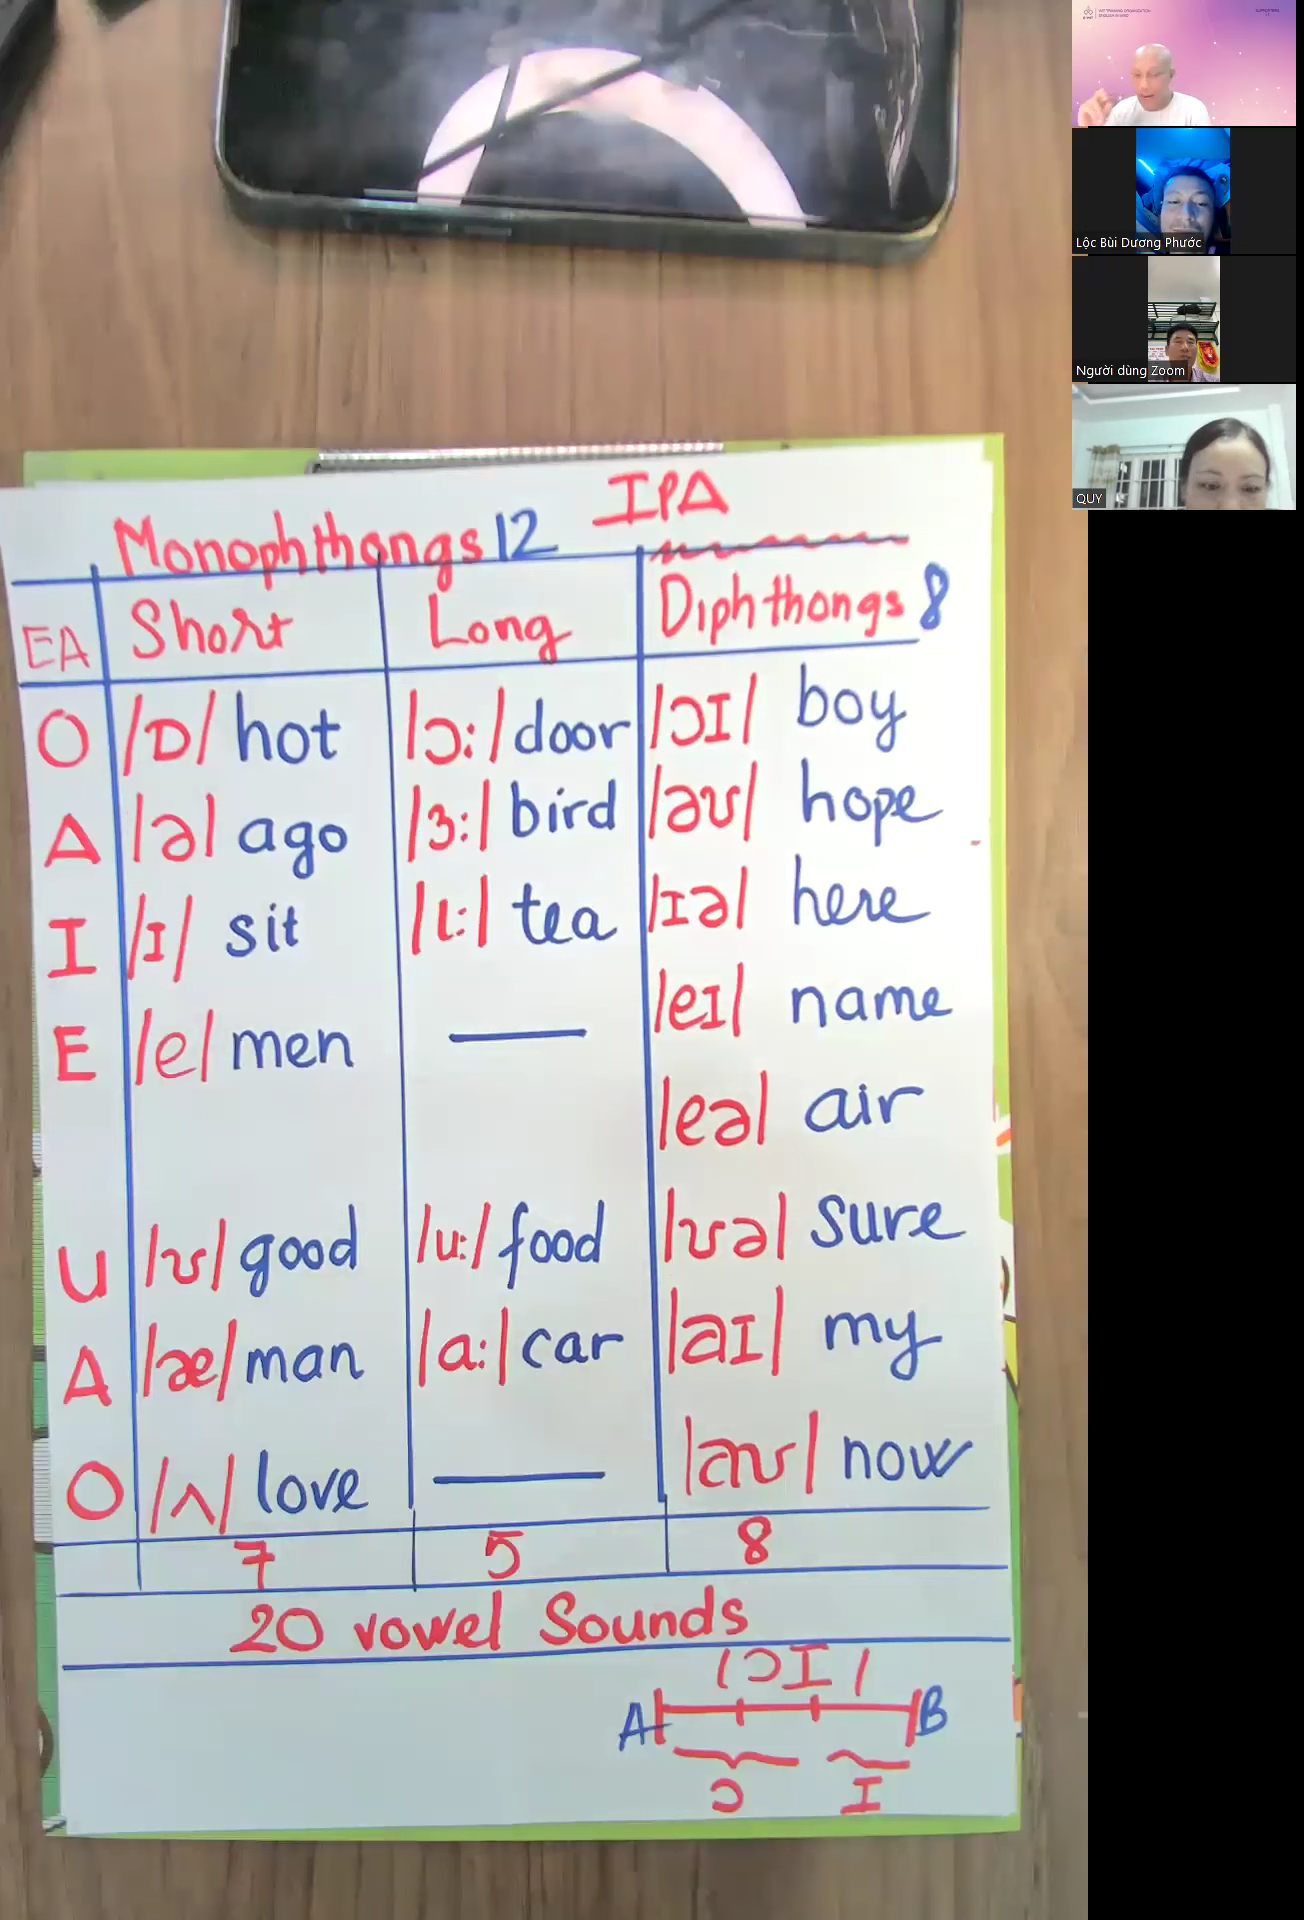 IPA
Monophthongs 12
EA Short Long Diphthongs 8
O /ɒ/ hot /ɔ:/ door /ɔɪ/ boy
A /ə/ ago /ɜ:/ bird /əʊ/ hope
I /ɪ/ sit /ɩ:/ tea /ɪə/ here
E /e/ men — /eɪ/ name
/eə/ air
U /ʊ/ good /u:/ food /ʊə/ sure
A /æ/ man /a:/ car /aɪ/ my
O /ʌ/ love — /aʊ/ now
7 5 8
20 vowel Sounds
/ɔɪ/
A B
ɔ ɪ
Lộc Bùi Dương Phước
Người dùng Zoom
QUY